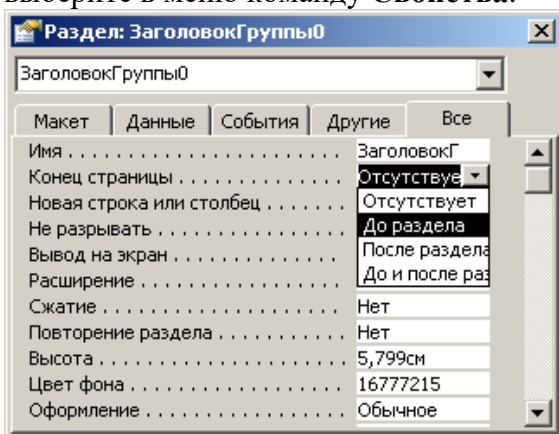 выберите в меню команду Свойства.
Раздел: ЗаголовокГруппы0
ЗаголовокГруппы0
Макет Данные События Другие Все
Имя . . . . . . . . . . . . . . . . . . . . . . . ЗаголовокГ
Конец страницы . . . . . . . . . . . . . Отсутствуе
Новая строка или столбец . . . . . . . Отсутствует
Не разрывать . . . . . . . . . . . . . . . До раздела
Вывод на экран . . . . . . . . . . . . . . После раздела
Расширение . . . . . . . . . . . . . . . . До и после раз
Сжатие . . . . . . . . . . . . . . . . . . . . Нет
Повторение раздела . . . . . . . . . . . Нет
Высота . . . . . . . . . . . . . . . . . . . . 5,799см
Цвет фона . . . . . . . . . . . . . . . . . 16777215
Оформление . . . . . . . . . . . . . . . . Обычное